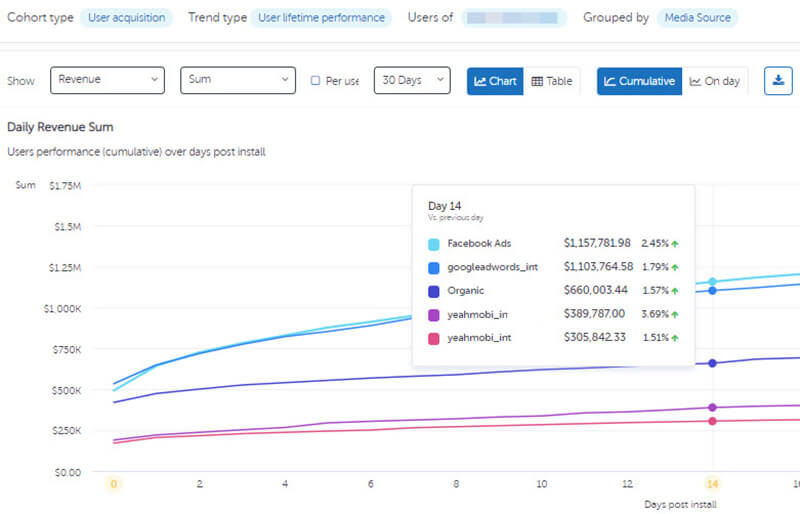 Cohort type User acquisition Trend type User lifetime performance Users of Grouped by Media Source
Show Revenue Sum Per use 30 Days Chart Table Cumulative On day
Daily Revenue Sum
Users performance (cumulative) over days post install
Sum $1.75M
$1.5M
$1.25M
$1.000K
$750K
$500K
$250K
$0.00
Day 14
Vs. previous day
Facebook Ads $1,157,781.98 2.45%
googleadwords_int $1,103,764.58 1.79%
Organic $660,003.44 1.57%
yeahmobi_in $389,787.00 3.69%
yeahmobi_int $305,842.33 1.51%
0 2 4 6 8 10 12 14
Days post install